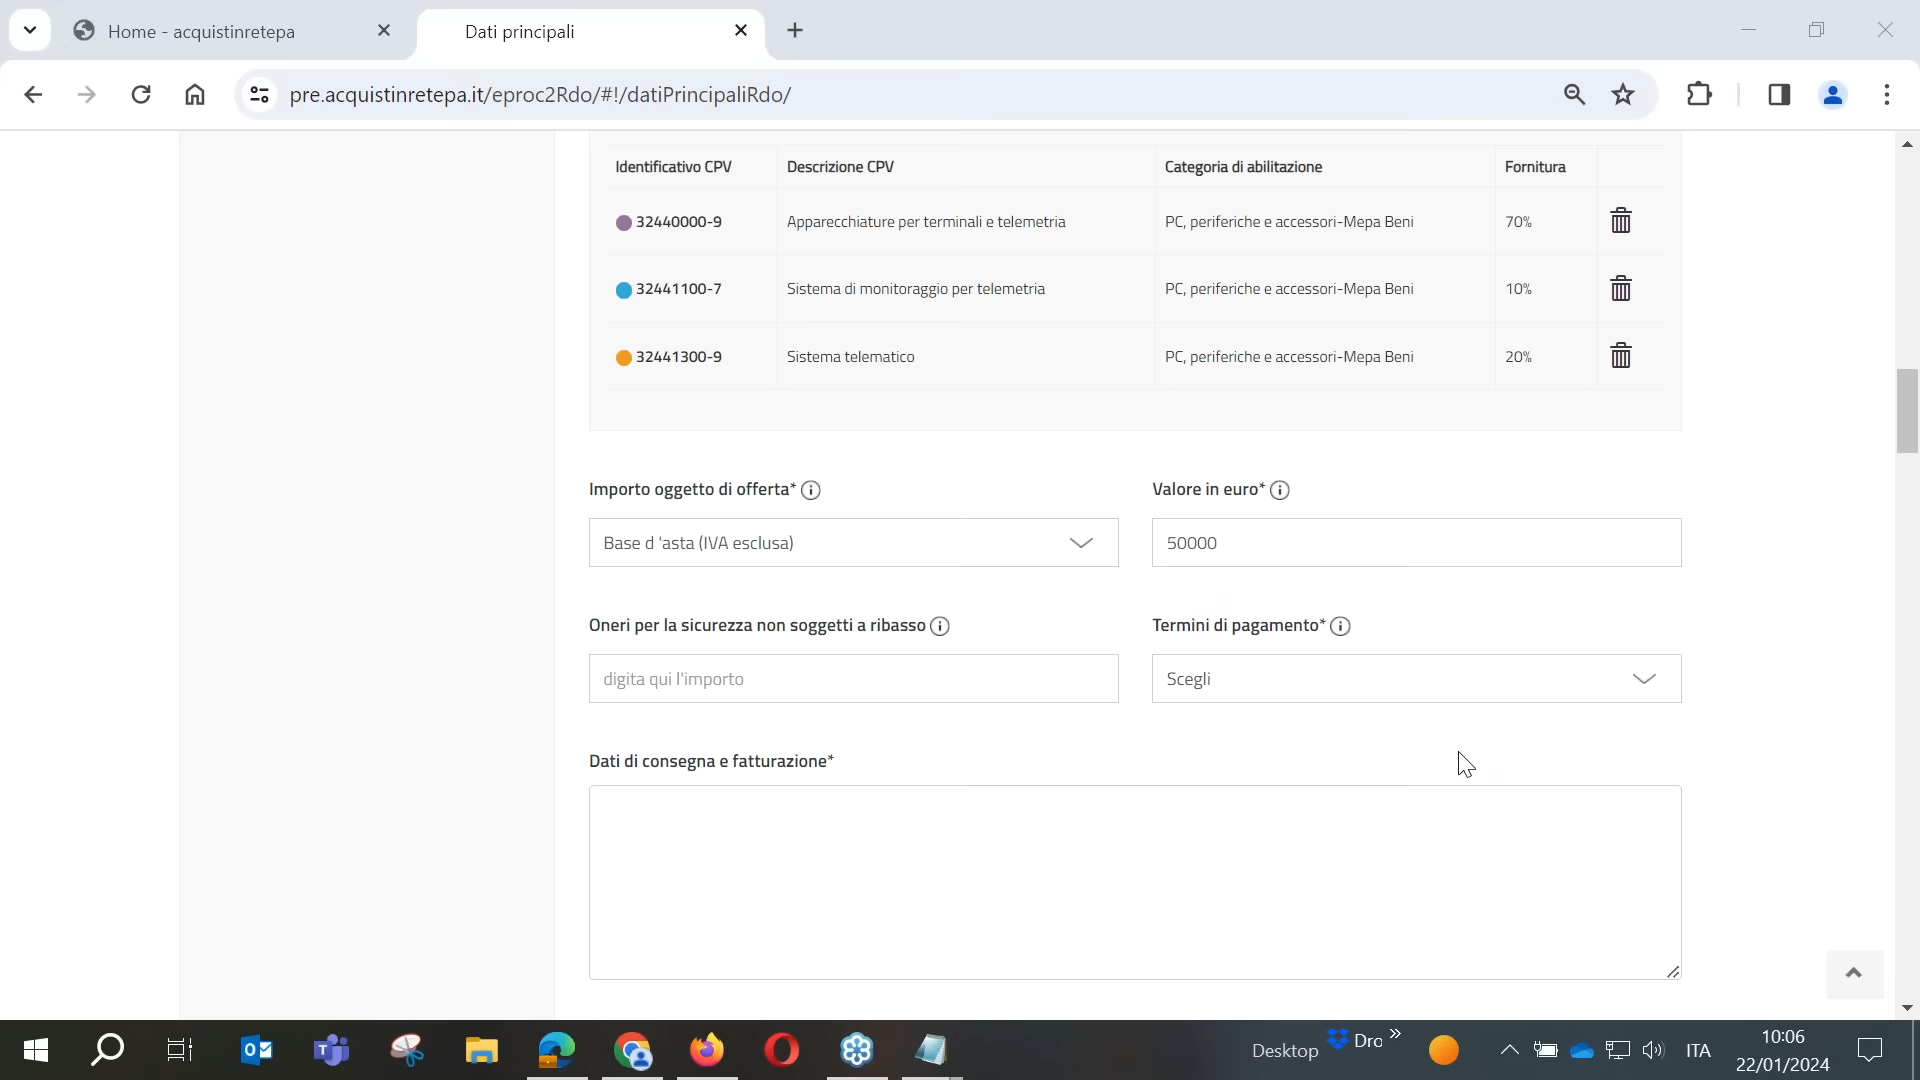 Home - acquistinretepa
Dati principali
pre.acquistinretepa.it/eproc2Rdo/#!/datiPrincipaliRdo/
Identificativo CPV Descrizione CPV Categoria di abilitazione Fornitura
32440000-9 Apparecchiature per terminali e telemetria PC, periferiche e accessori-Mepa Beni 70%
32441100-7 Sistema di monitoraggio per telemetria PC, periferiche e accessori-Mepa Beni 10%
32441300-9 Sistema telematico PC, periferiche e accessori-Mepa Beni 20%
Importo oggetto di offerta* Valore in euro*
Base d 'asta (IVA esclusa) 50000
Oneri per la sicurezza non soggetti a ribasso Termini di pagamento*
digita qui l'importo Scegli
Dati di consegna e fatturazione*
Desktop Dro ITA 10:06
22/01/2024